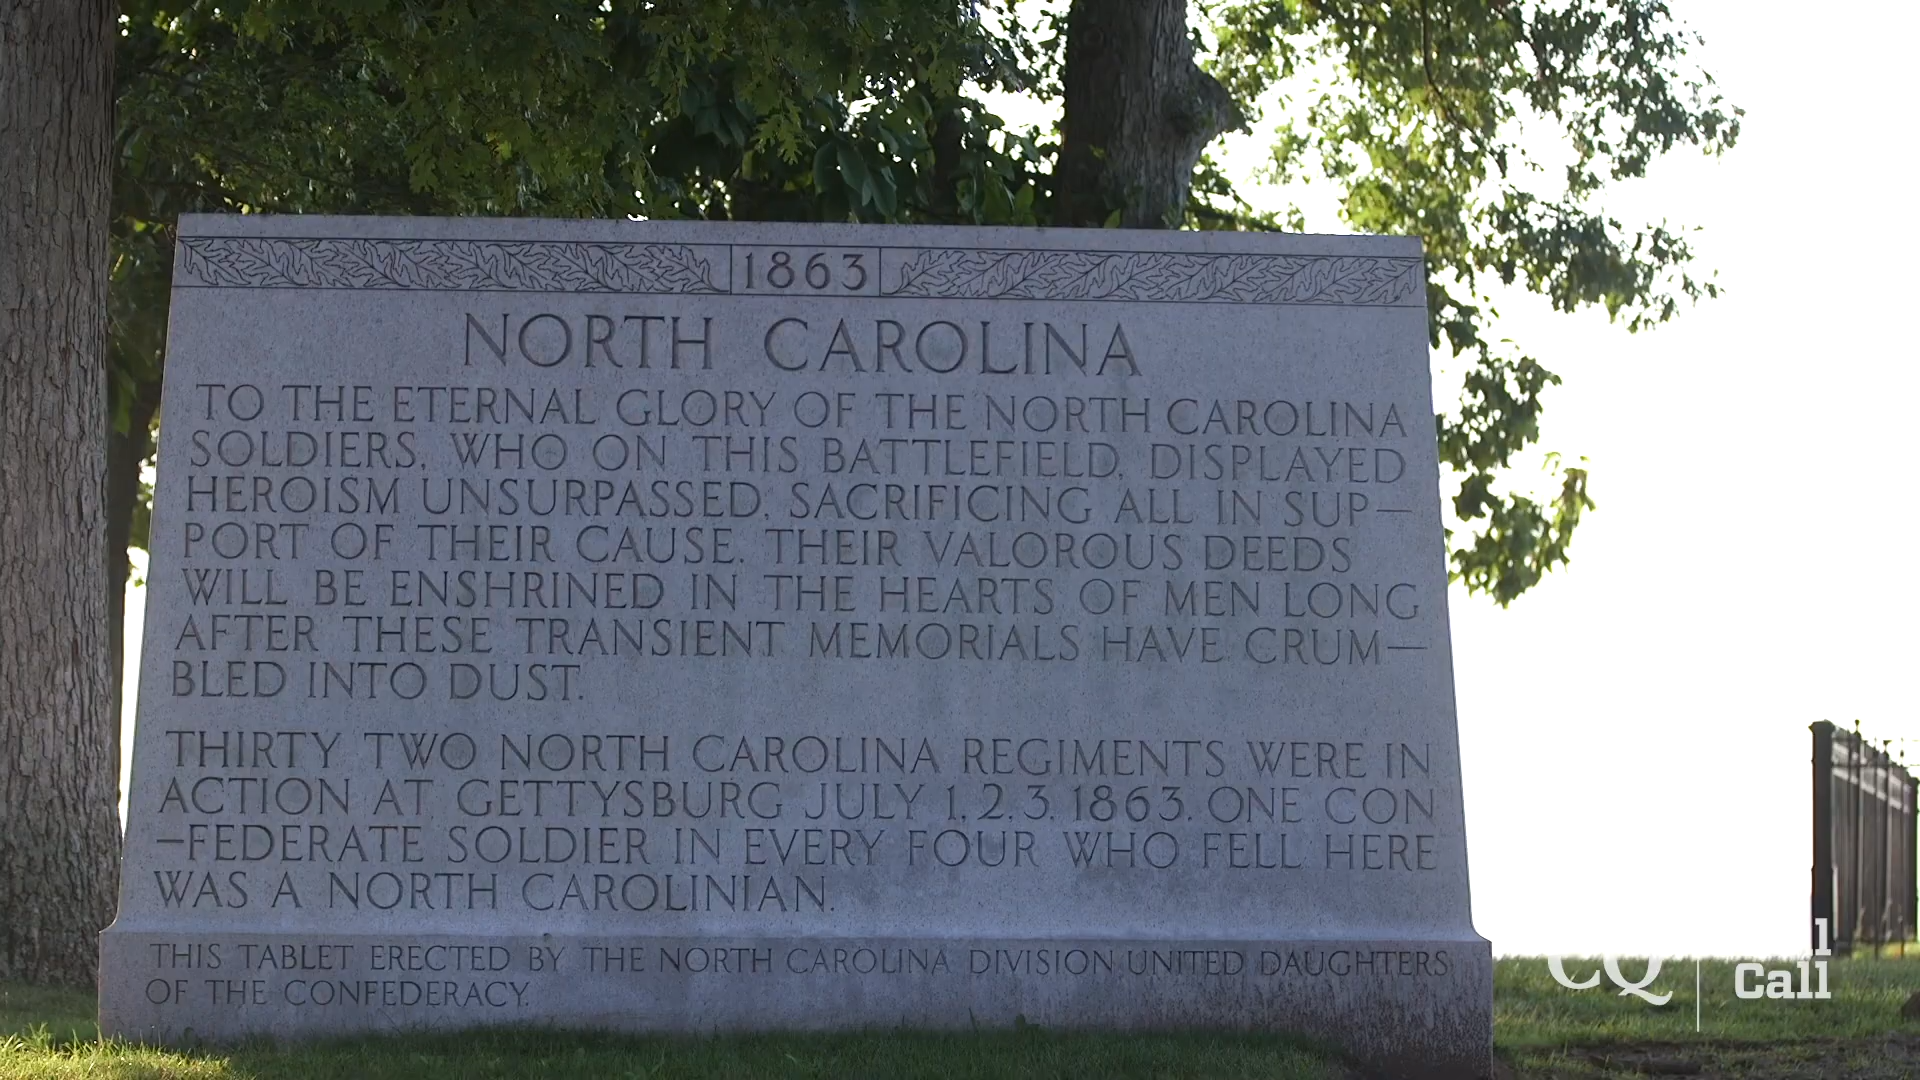 1863
NORTH CAROLINA
TO THE ETERNAL GLORY OF THE NORTH CAROLINA
SOLDIERS, WHO ON THIS BATTLEFIELD, DISPLAYED
HEROISM UNSURPASSED, SACRIFICING ALL IN SUP—
PORT OF THEIR CAUSE. THEIR VALOROUS DEEDS
WILL BE ENSHRINED IN THE HEARTS OF MEN LONG
AFTER THESE TRANSIENT MEMORIALS HAVE CRUM—
BLED INTO DUST.
THIRTY TWO NORTH CAROLINA REGIMENTS WERE IN
ACTION AT GETTYSBURG JULY 1, 2, 3, 1863. ONE CON
—FEDERATE SOLDIER IN EVERY FOUR WHO FELL HERE
WAS A NORTH CAROLINIAN.
THIS TABLET ERECTED BY THE NORTH CAROLINA DIVISION UNITED DAUGHTERS
OF THE CONFEDERACY.
CQ
Call